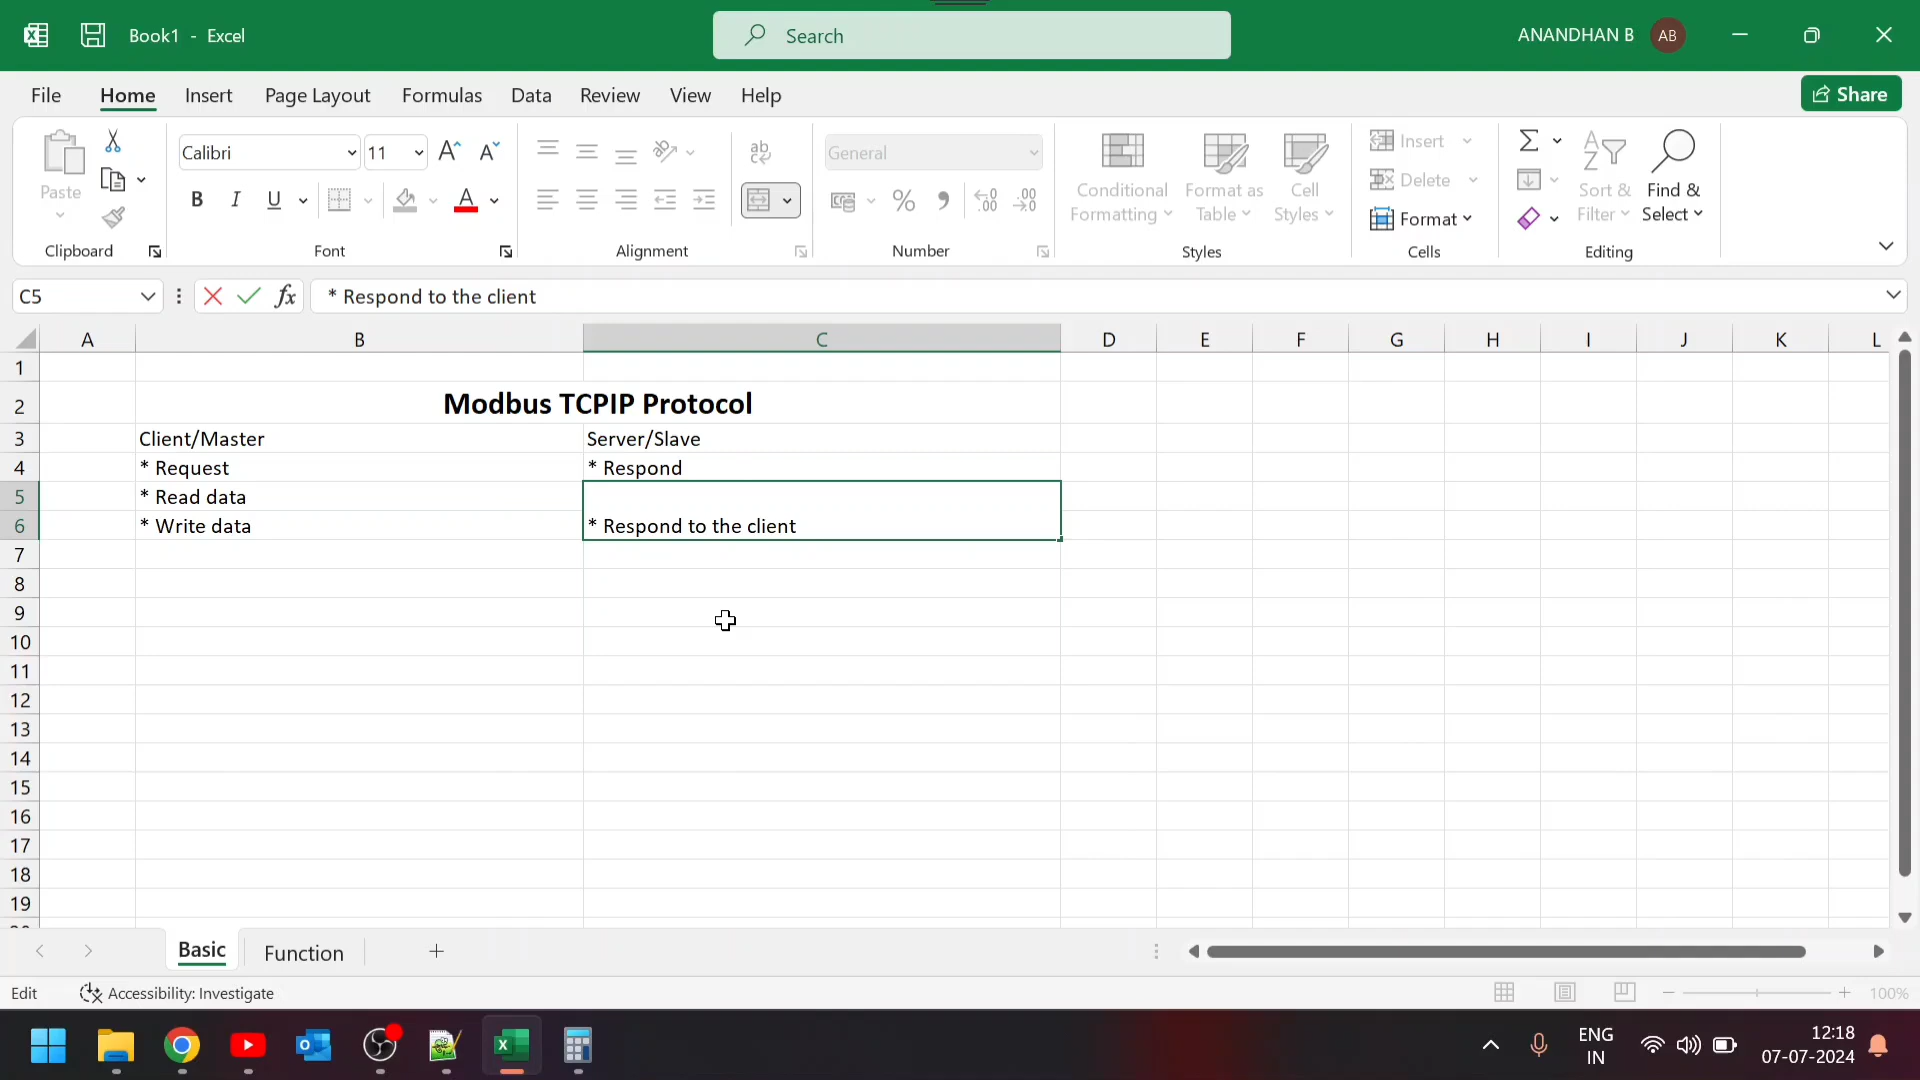 Book1 - Excel
Search
ANANDHAN B AB
File Home Insert Page Layout Formulas Data Review View Help
Share
Calibri 11 A A
ab
General
Insert
Delete
Format
Paste
B I U A
%
.00
.00
Conditional Formatting
Format as Table
Cell Styles
Sort & Filter
Find & Select
Clipboard Font Alignment Number Styles Cells Editing
C5 fx * Respond to the client
A B C D E F G H I J K L
1
2 Modbus TCPIP Protocol
3 Client/Master Server/Slave
4 * Request * Respond
5 * Read data
6 * Write data * Respond to the client
7
8
9
10
11
12
13
14
15
16
17
18
19
Basic Function +
Edit Accessibility: Investigate 100%
ENG
IN
12:18
07-07-2024